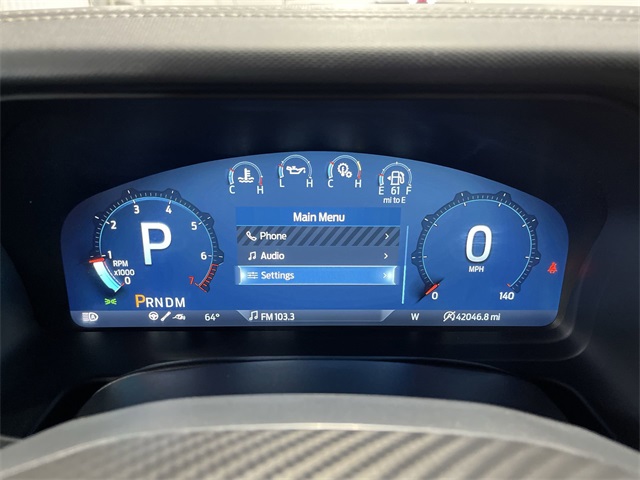 C H L H C H E 61 F
mi to E
Main Menu
Phone
Audio
Settings
1 2 3 4 5 6 7
RPM
x1000 0
P
0
MPH
0 140
PRNDM
64° FM 103.3 W 42046.8 mi